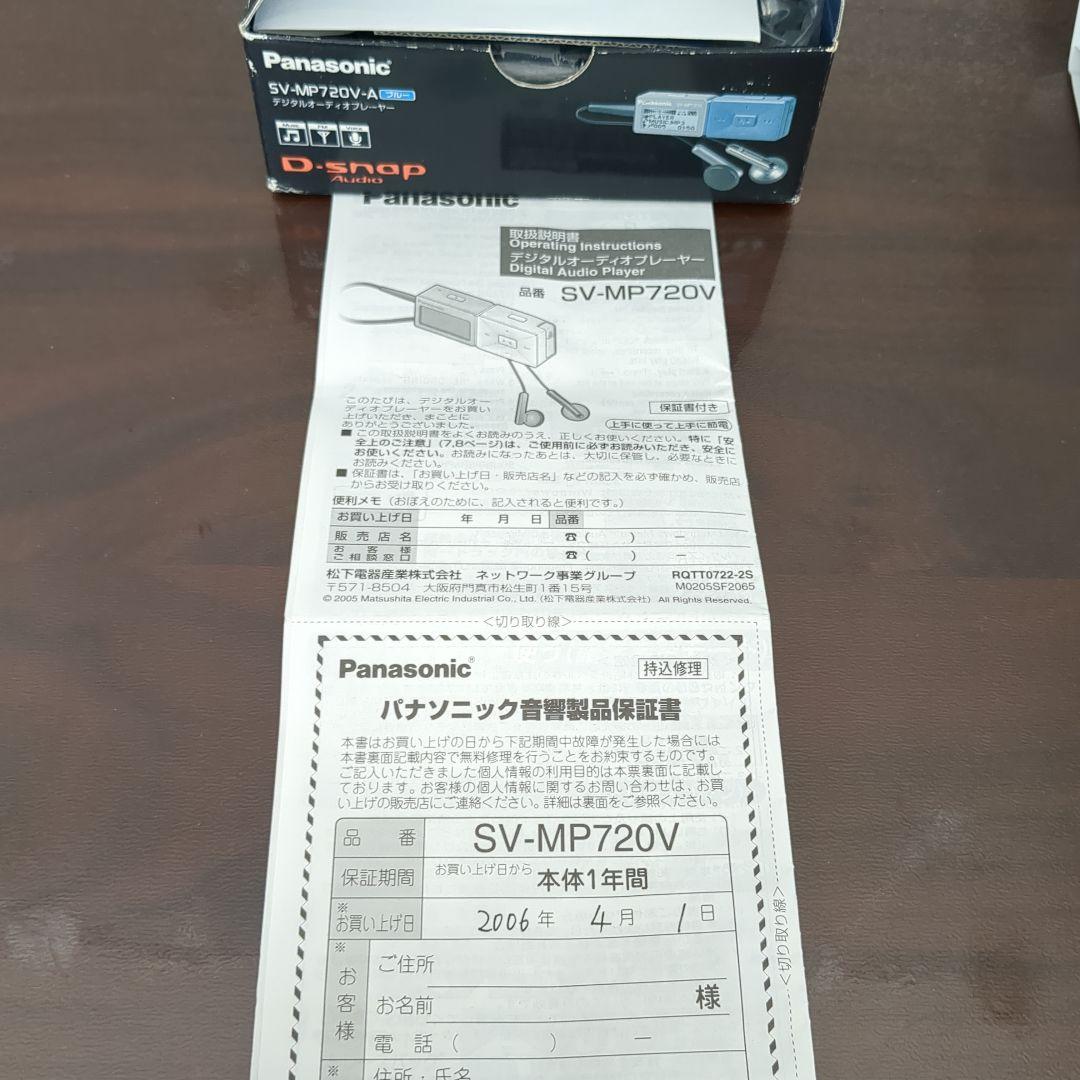 Panasonic
SV-MP720V-A ブルー
デジタルオーディオプレーヤー
Music FM VOICE
D-snap
Audio
Panasonic
取扱説明書
Operating Instructions
デジタルオーディオプレーヤー
Digital Audio Player
品番 SV-MP720V
このたびは、デジタルオー
ディオプレーヤーをお買い
上げいただき、まことに
ありがとうございました。
保証書付き
上手に使って上手に節電
■ この取扱説明書をよくお読みのうえ、正しくお使いください。特に「安
全上のご注意」(7,8ページ)は、ご使用前に必ずお読みいただき、安全に
お使いください。お読みになったあとは、大切に保管し、必要なときに
お読みください。
■ 保証書は、「お買い上げ日・販売店名」などの記入を必ず確かめ、販売店
からお受け取りください。
便利メモ(おぼえのために、記入されると便利です。)
お買い上げ日 年 月 日 品番
販売店名 ☎( ) −
お客様
ご相談窓口 ☎( ) −
松下電器産業株式会社 ネットワーク事業グループ RQTT0722-2S
〒571-8504 大阪府門真市松生町1番15号 M0205SF2065
© 2005 Matsushita Electric Industrial Co., Ltd.(松下電器産業株式会社) All Rights Reserved.
<切り取り線>
Panasonic® 持込修理
パナソニック音響製品保証書
本書はお買い上げの日から下記期間中故障が発生した場合には
本書裏面記載内容で無料修理を行うことをお約束するものです。
ご記入いただきました個人情報の利用目的は本票裏面に記載し
ております。お客様の個人情報に関するお問い合わせは、お買
い上げの販売店にご連絡ください。詳細は裏面をご参照ください。
品番 SV-MP720V
保証期間 お買い上げ日から 本体1年間
※お買い上げ日 2006年 4月 1日
※お客様
ご住所
お名前 様
電話( ) −
※ 住所・氏名
<切り取り線>